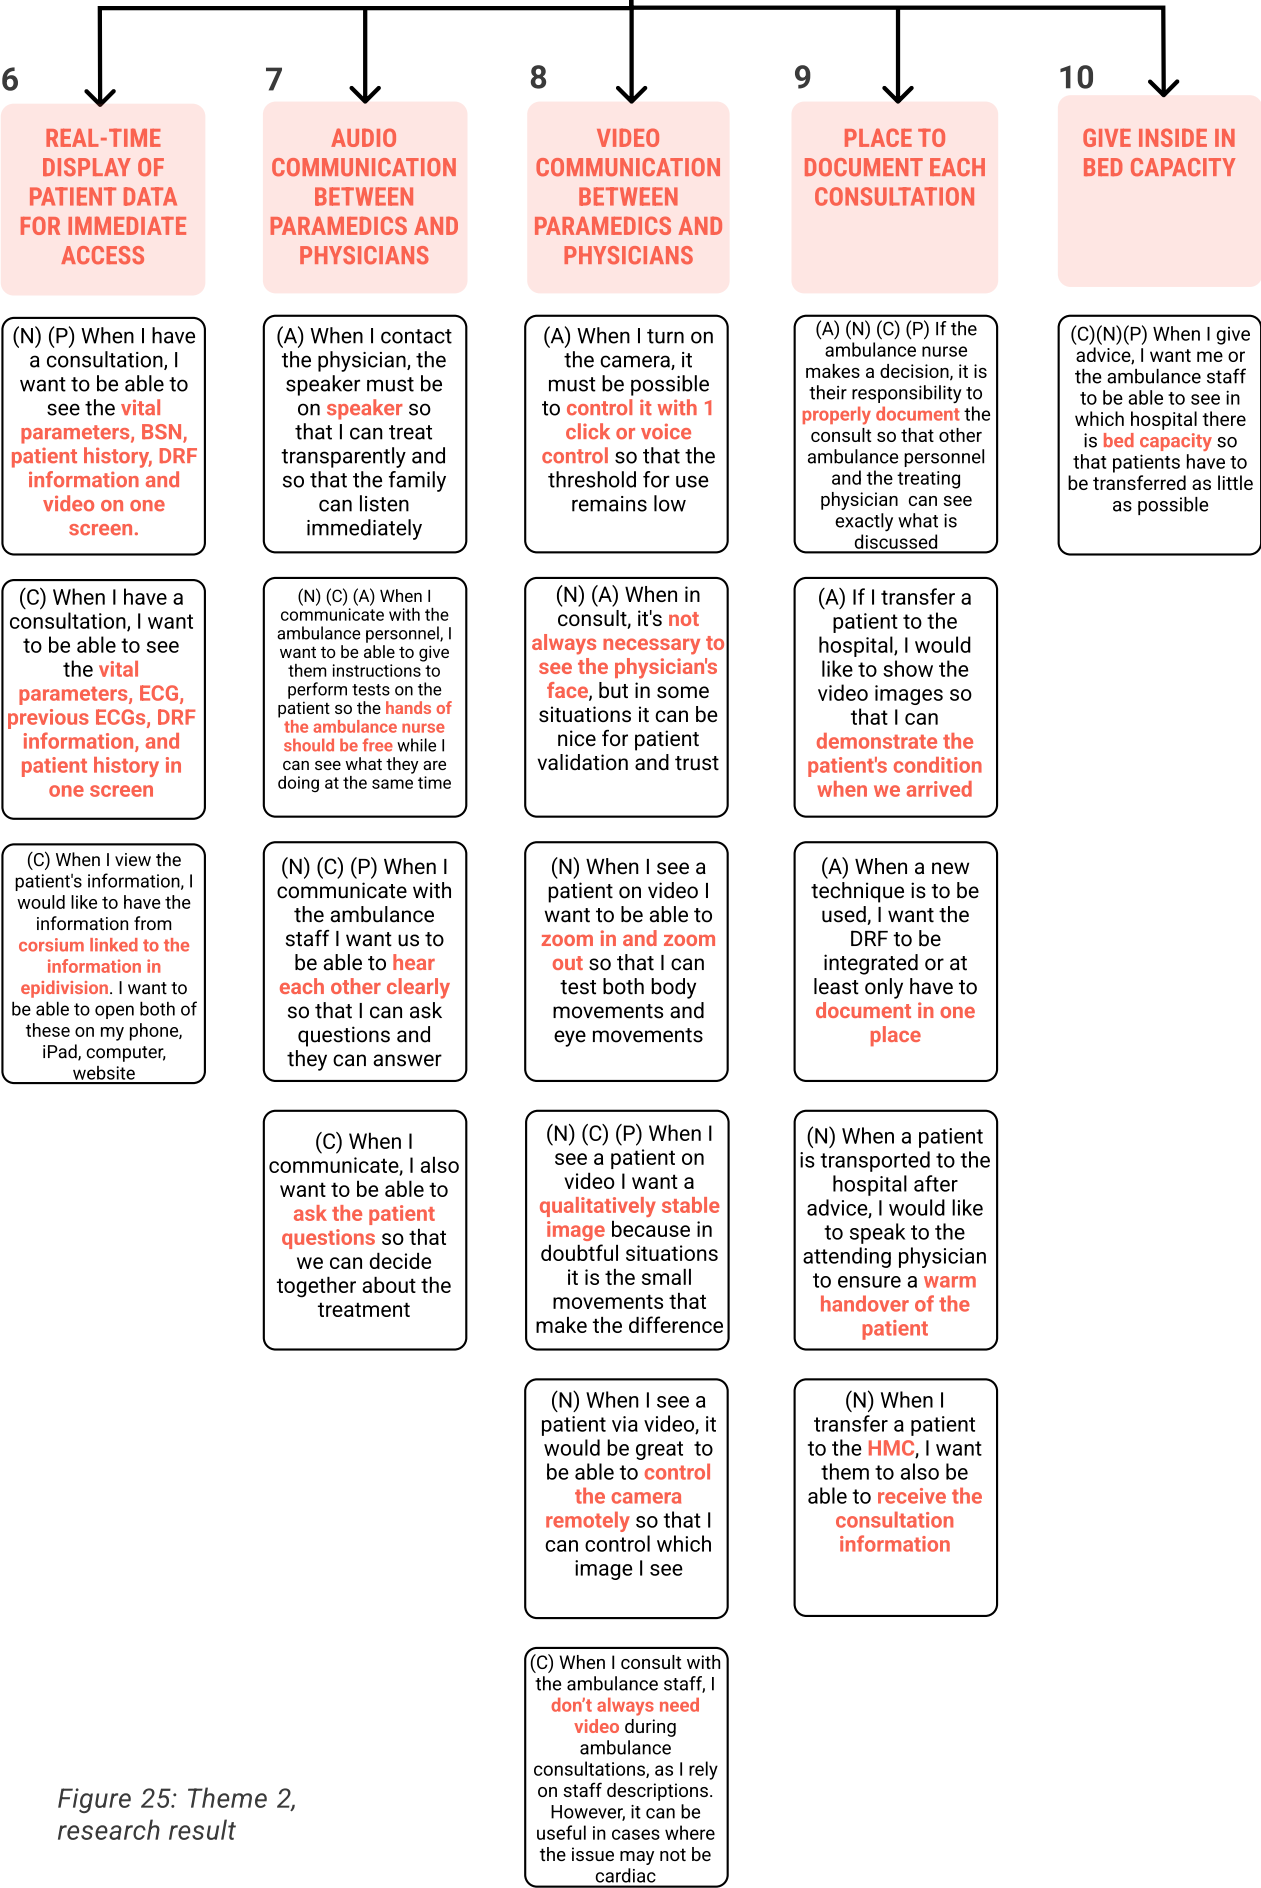 6
REAL-TIME
DISPLAY OF
PATIENT DATA
FOR IMMEDIATE
ACCESS
(N) (P) When I have
a consultation, I
want to be able to
see the vital
parameters, BSN,
patient history, DRF
information and
video on one
screen.
(C) When I have a
consultation, I want
to be able to see
the vital
parameters, ECG,
previous ECGs, DRF
information, and
patient history in
one screen
(C) When I view the
patient's information, I
would like to have the
information from
corsium linked to the
information in
epidivision. I want to
be able to open both of
these on my phone,
iPad, computer,
website
7
AUDIO
COMMUNICATION
BETWEEN
PARAMEDICS AND
PHYSICIANS
(A) When I contact
the physician, the
speaker must be
on speaker so
that I can treat
transparently and
so that the family
can listen
immediately
(N) (C) (A) When I
communicate with the
ambulance personnel, I
want to be able to give
them instructions to
perform tests on the
patient so the hands of
the ambulance nurse
should be free while I
can see what they are
doing at the same time
(N) (C) (P) When I
communicate with
the ambulance
staff I want us to
be able to hear
each other clearly
so that I can ask
questions and
they can answer
(C) When I
communicate, I also
want to be able to
ask the patient
questions so that
we can decide
together about the
treatment
8
VIDEO
COMMUNICATION
BETWEEN
PARAMEDICS AND
PHYSICIANS
(A) When I turn on
the camera, it
must be possible
to control it with 1
click or voice
control so that the
threshold for use
remains low
(N) (A) When in
consult, it's not
always necessary to
see the physician's
face, but in some
situations it can be
nice for patient
validation and trust
(N) When I see a
patient on video I
want to be able to
zoom in and zoom
out so that I can
test both body
movements and
eye movements
(N) (C) (P) When I
see a patient on
video I want a
qualitatively stable
image because in
doubtful situations
it is the small
movements that
make the difference
(N) When I see a
patient via video, it
would be great to
be able to control
the camera
remotely so that I
can control which
image I see
(C) When I consult with
the ambulance staff, I
don't always need
video during
ambulance
consultations, as I rely
on staff descriptions.
However, it can be
useful in cases where
the issue may not be
cardiac
9
PLACE TO
DOCUMENT EACH
CONSULTATION
(A) (N) (C) (P) If the
ambulance nurse
makes a decision, it is
their responsibility to
properly document the
consult so that other
ambulance personnel
and the treating
physician can see
exactly what is
discussed
(A) If I transfer a
patient to the
hospital, I would
like to show the
video images so
that I can
demonstrate the
patient's condition
when we arrived
(A) When a new
technique is to be
used, I want the
DRF to be
integrated or at
least only have to
document in one
place
(N) When a patient
is transported to the
hospital after
advice, I would like
to speak to the
attending physician
to ensure a warm
handover of the
patient
(N) When I
transfer a patient
to the HMC, I want
them to also be
able to receive the
consultation
information
10
GIVE INSIDE IN
BED CAPACITY
(C)(N)(P) When I give
advice, I want me or
the ambulance staff
to be able to see in
which hospital there
is bed capacity so
that patients have to
be transferred as little
as possible
Figure 25: Theme 2,
research result